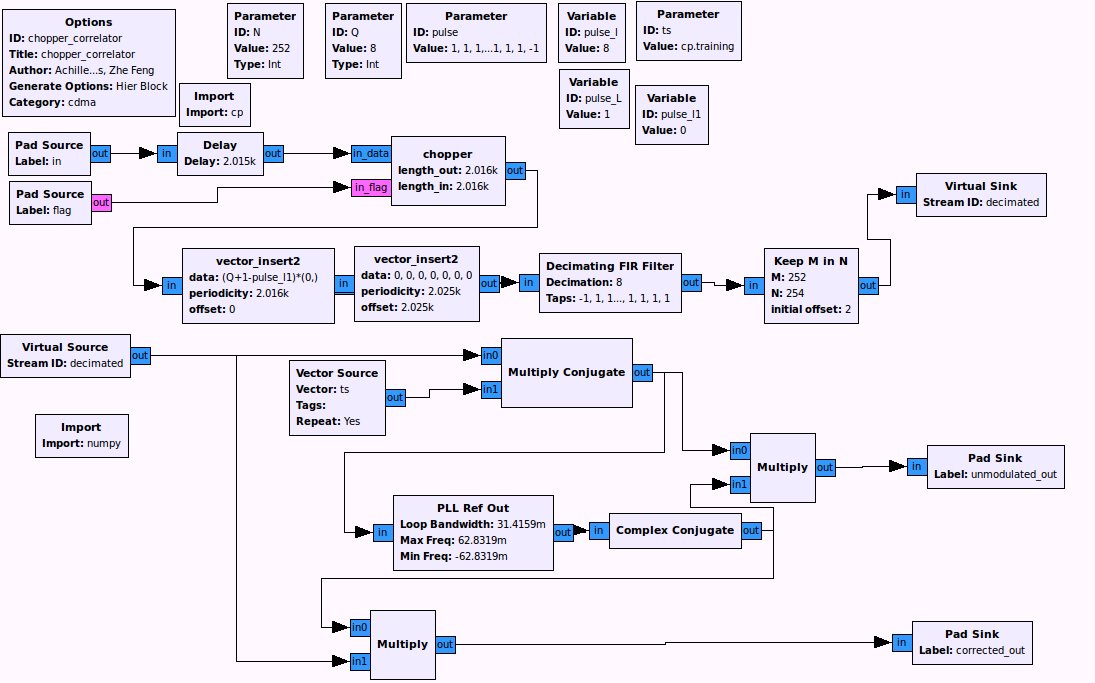 Options
ID: chopper_correlator
Title: chopper_correlator
Author: Achille...s, Zhe Feng
Generate Options: Hier Block
Category: cdma
Parameter
ID: N
Value: 252
Type: Int
Parameter
ID: Q
Value: 8
Type: Int
Parameter
ID: pulse
Value: 1, 1, 1,...1, 1, 1, -1
Variable
ID: pulse_l
Value: 8
Parameter
ID: ts
Value: cp.training
Import
Import: cp
Variable
ID: pulse_L
Value: 1
Variable
ID: pulse_l1
Value: 0
Pad Source
Label: in
out
in
Delay
Delay: 2.015k
out
in_data
in_flag
chopper
length_out: 2.016k
length_in: 2.016k
out
Pad Source
Label: flag
out
in
Virtual Sink
Stream ID: decimated
in
vector_insert2
data: (Q+1-pulse_l1)*(0,)
periodicity: 2.016k
offset: 0
in
vector_insert2
data: 0, 0, 0, 0, 0, 0, 0
periodicity: 2.025k
offset: 2.025k
out
in
Decimating FIR Filter
Decimation: 8
Taps: -1, 1, 1..., 1, 1, 1, 1
out
in
Keep M in N
M: 252
N: 254
initial offset: 2
out
Virtual Source
Stream ID: decimated
out
Vector Source
Vector: ts
Tags:
Repeat: Yes
out
in0
in1
Multiply Conjugate
out
Import
Import: numpy
in0
in1
Multiply
out
in
Pad Sink
Label: unmodulated_out
in
PLL Ref Out
Loop Bandwidth: 31.4159m
Max Freq: 62.8319m
Min Freq: -62.8319m
out
in
Complex Conjugate
out
in0
in1
Multiply
out
in
Pad Sink
Label: corrected_out